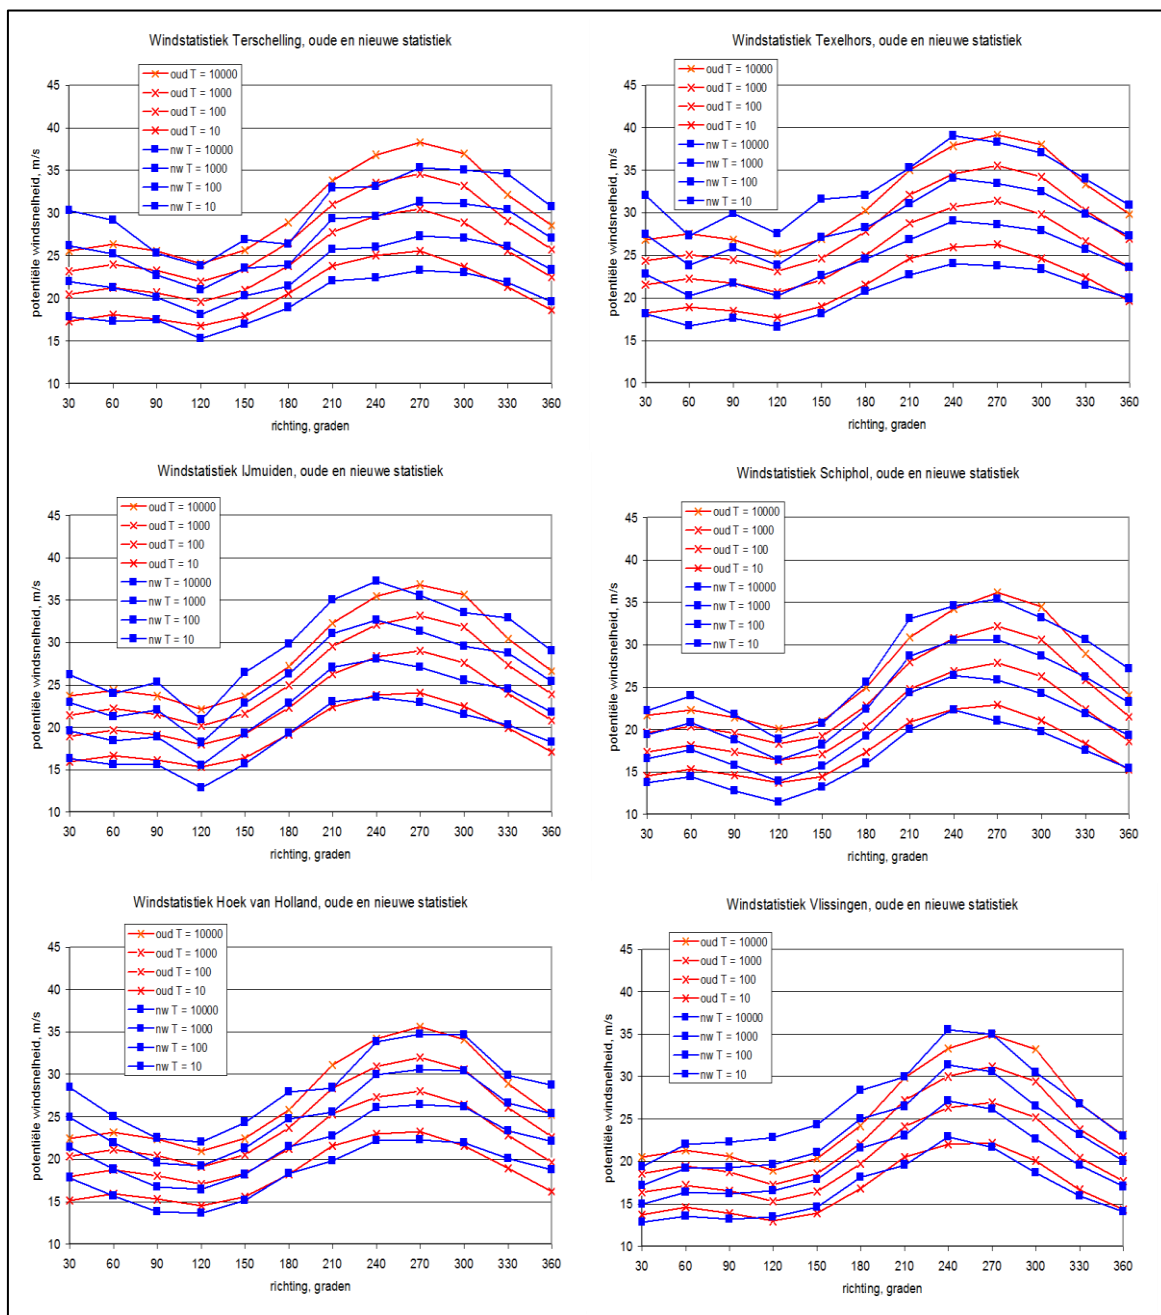 Windstatistiek Terschelling, oude en nieuwe statistiek
oud T = 10000
oud T = 1000
oud T = 100
oud T = 10
nw T = 10000
nw T = 1000
nw T = 100
nw T = 10
potentiële windsnelheid, m/s
45
40
35
30
25
20
15
10
30 60 90 120 150 180 210 240 270 300 330 360
richting, graden
Windstatistiek Texelhors, oude en nieuwe statistiek
oud T = 10000
oud T = 1000
oud T = 100
oud T = 10
nw T = 10000
nw T = 1000
nw T = 100
nw T = 10
potentiële windsnelheid, m/s
45
40
35
30
25
20
15
10
30 60 90 120 150 180 210 240 270 300 330 360
richting, graden
Windstatistiek IJmuiden, oude en nieuwe statistiek
oud T = 10000
oud T = 1000
oud T = 100
oud T = 10
nw T = 10000
nw T = 1000
nw T = 100
nw T = 10
potentiële windsnelheid, m/s
45
40
35
30
25
20
15
10
30 60 90 120 150 180 210 240 270 300 330 360
richting, graden
Windstatistiek Schiphol, oude en nieuwe statistiek
oud T = 10000
oud T = 1000
oud T = 100
oud T = 10
nw T = 10000
nw T = 1000
nw T = 100
nw T = 10
potentiële windsnelheid, m/s
45
40
35
30
25
20
15
10
30 60 90 120 150 180 210 240 270 300 330 360
richting, graden
Windstatistiek Hoek van Holland, oude en nieuwe statistiek
oud T = 10000
oud T = 1000
oud T = 100
oud T = 10
nw T = 10000
nw T = 1000
nw T = 100
nw T = 10
potentiële windsnelheid, m/s
45
40
35
30
25
20
15
10
30 60 90 120 150 180 210 240 270 300 330 360
richting, graden
Windstatistiek Vlissingen, oude en nieuwe statistiek
oud T = 10000
oud T = 1000
oud T = 100
oud T = 10
nw T = 10000
nw T = 1000
nw T = 100
nw T = 10
potentiële windsnelheid, m/s
45
40
35
30
25
20
15
10
30 60 90 120 150 180 210 240 270 300 330 360
richting, graden